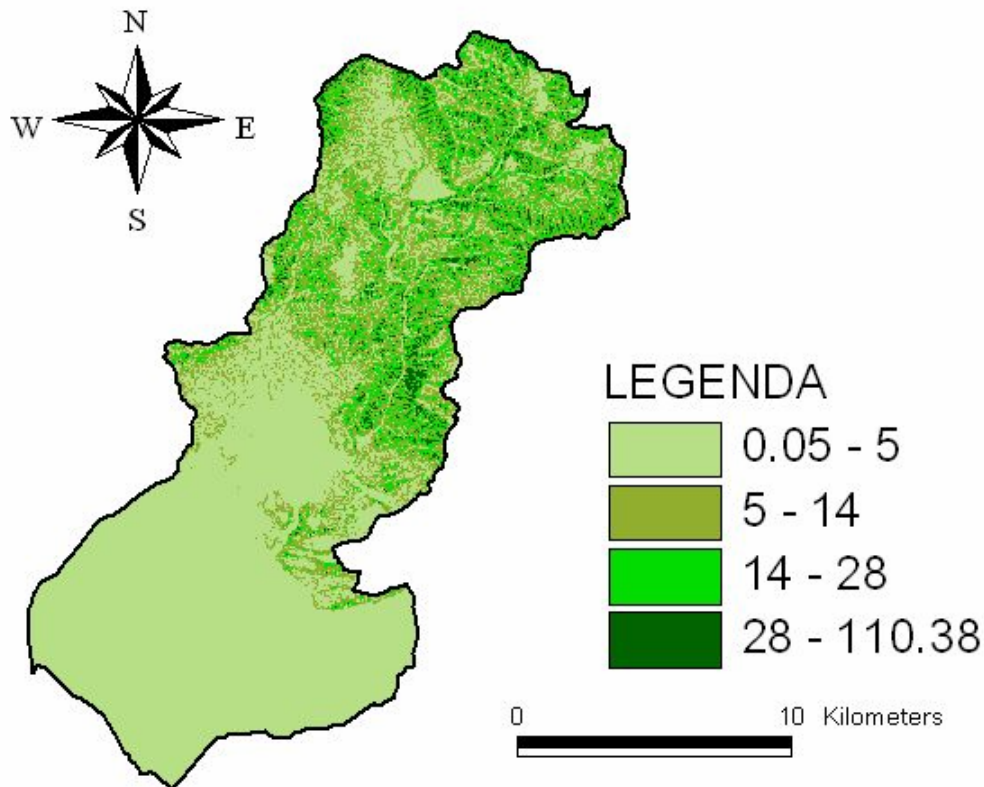 N
W E
S
LEGENDA
0.05 - 5
5 - 14
14 - 28
28 - 110.38
0 10 Kilometers